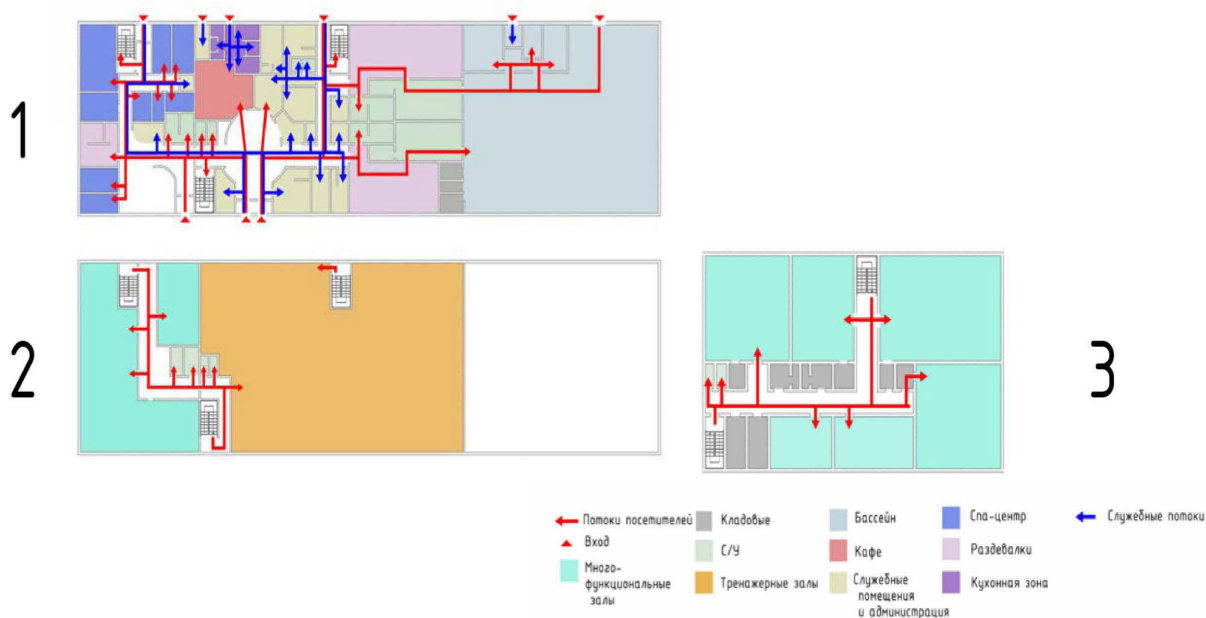 1
2
3
Потоки посетителей
Вход
Много-
функциональные
залы
Кладовые
С/У
Тренажерные залы
Бассейн
Кафе
Служебные
помещения
и администрация
Спа-центр
Раздевалки
Кухонная зона
Служебные потоки